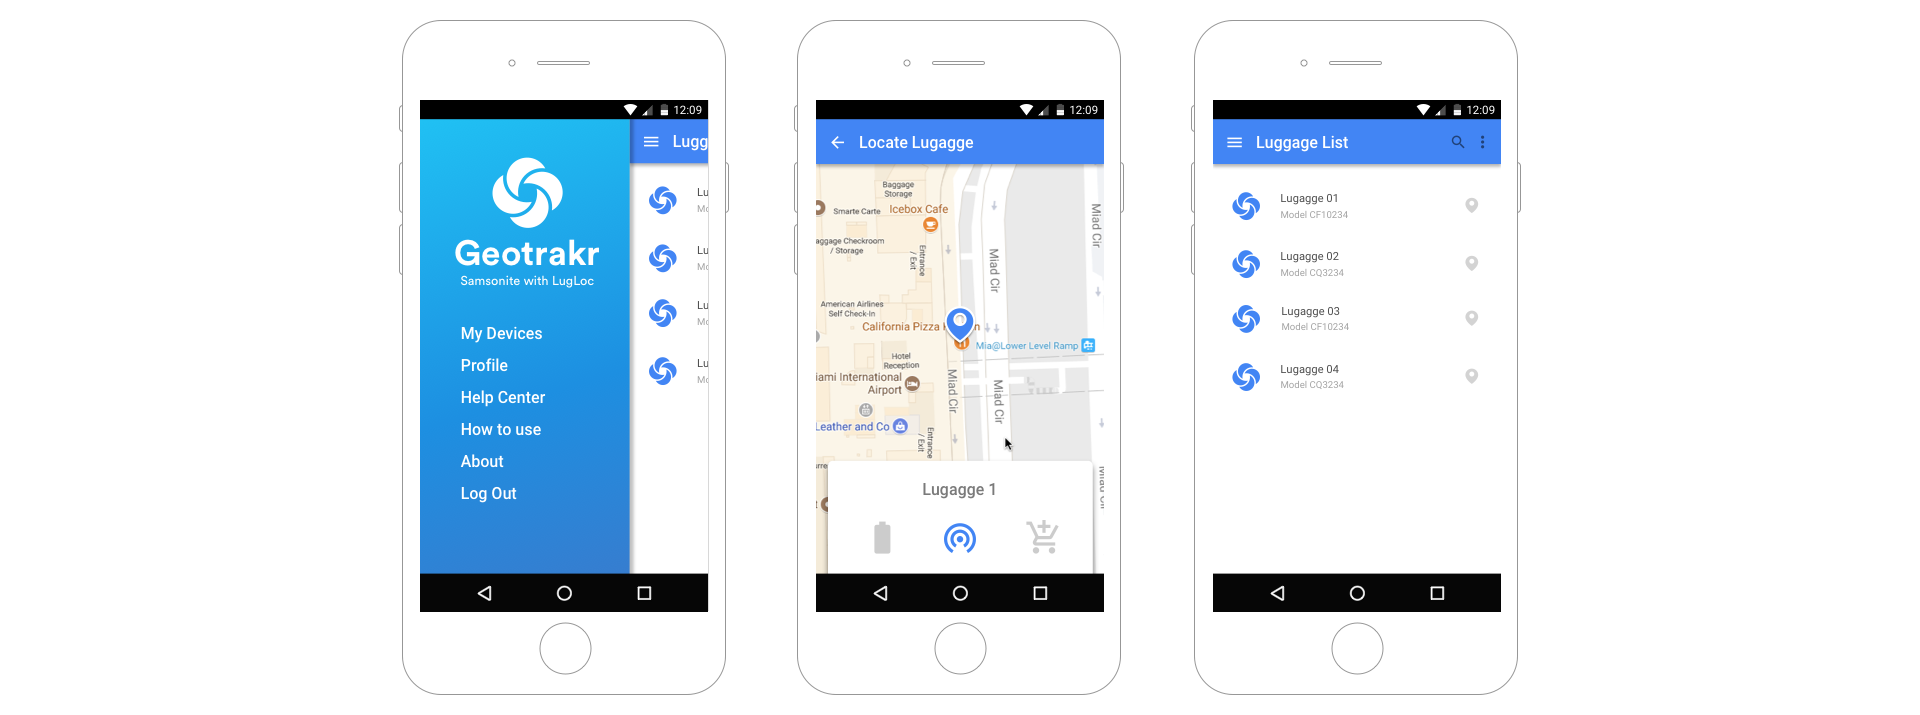 12:09
Lugg
Geotrakr
Samsonite with LugLoc
My Devices
Profile
Help Center
How to use
About
Log Out
Lu
Mo
Lu
Mo
Lu
Mo
Lu
Mo
12:09
Locate Lugagge
Baggage
Storage
Smarte Carte
Icebox Cafe
aggage Checkroom
/ Storage
Entrance
/ Exit
Miad Cir
Miad Cir
American Airlines
Self Check-In
California Pizza K
n
Mia@Lower Level Ramp
Hotel
Reception
iami International
Airport
Miad Cir
Miad Cir
Leather and Co
Entrance
/ Exit
Miad Cir
Lugagge 1
12:09
Luggage List
Lugagge 01
Model CF10234
Lugagge 02
Model CQ3234
Lugagge 03
Model CF10234
Lugagge 04
Model CQ3234